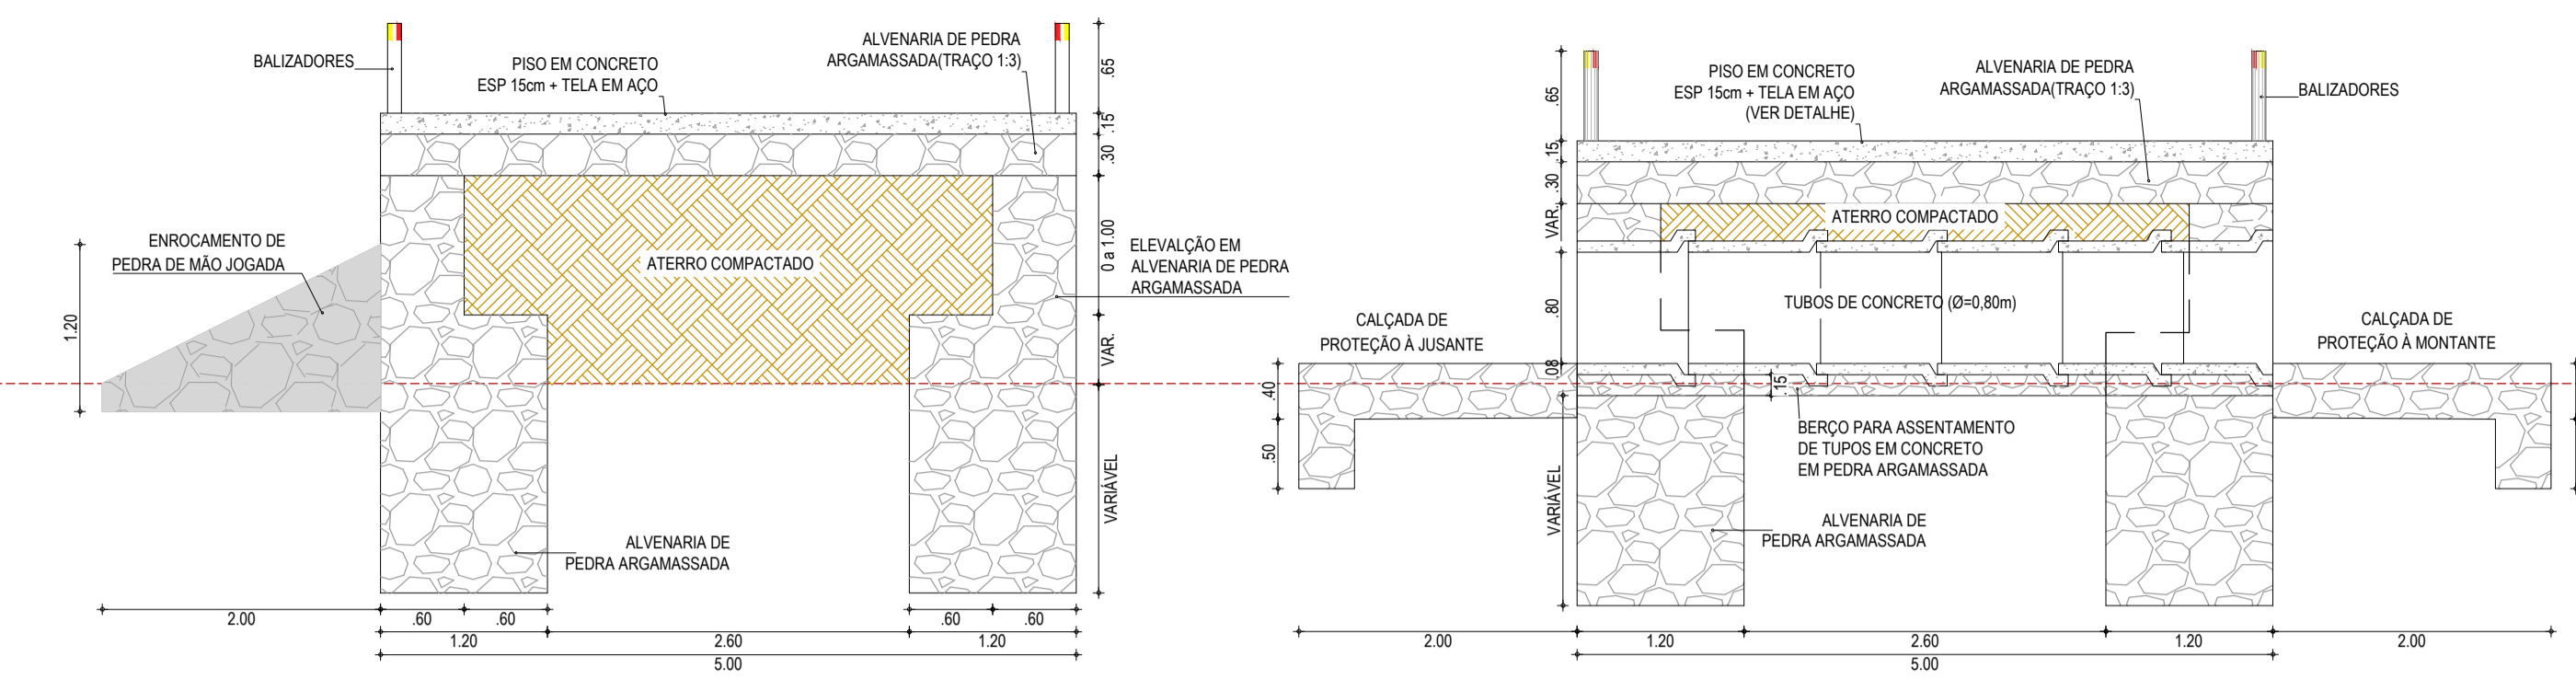 BALIZADORES
PISO EM CONCRETO
ESP 15cm + TELA EM AÇO
ALVENARIA DE PEDRA
ARGAMASSADA(TRAÇO 1:3)
.65
.15
.30
0 a 1.00
VAR.
VARIÁVEL
ENROCAMENTO DE
PEDRA DE MÃO JOGADA
1.20
ATERRO COMPACTADO
ELEVALÇÃO EM
ALVENARIA DE PEDRA
ARGAMASSADA
ALVENARIA DE
PEDRA ARGAMASSADA
2.00
.60
.60
.60
.60
1.20
2.60
1.20
5.00
PISO EM CONCRETO
ESP 15cm + TELA EM AÇO
(VER DETALHE)
ALVENARIA DE PEDRA
ARGAMASSADA(TRAÇO 1:3)
BALIZADORES
.65
.15
.30
VAR.
.80
.08
VARIÁVEL
ATERRO COMPACTADO
TUBOS DE CONCRETO (Ø=0,80m)
CALÇADA DE
PROTEÇÃO À JUSANTE
CALÇADA DE
PROTEÇÃO À MONTANTE
.40
.50
.15
BERÇO PARA ASSENTAMENTO
DE TUPOS EM CONCRETO
EM PEDRA ARGAMASSADA
ALVENARIA DE
PEDRA ARGAMASSADA
2.00
1.20
2.60
1.20
2.00
5.00